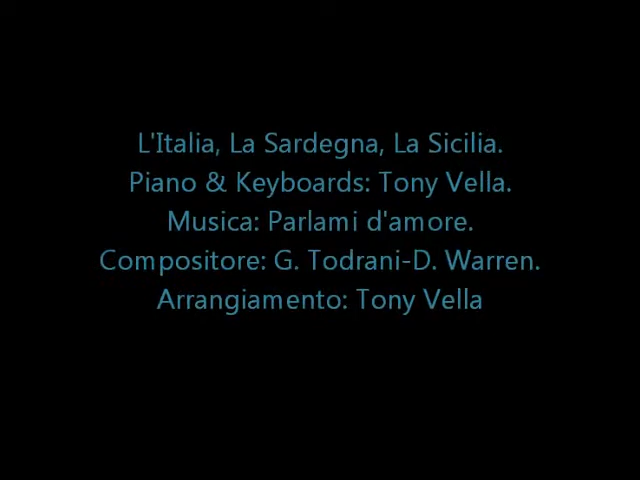 L'Italia, La Sardegna, La Sicilia.
Piano & Keyboards: Tony Vella.
Musica: Parlami d'amore.
Compositore: G. Todrani-D. Warren.
Arrangiamento: Tony Vella